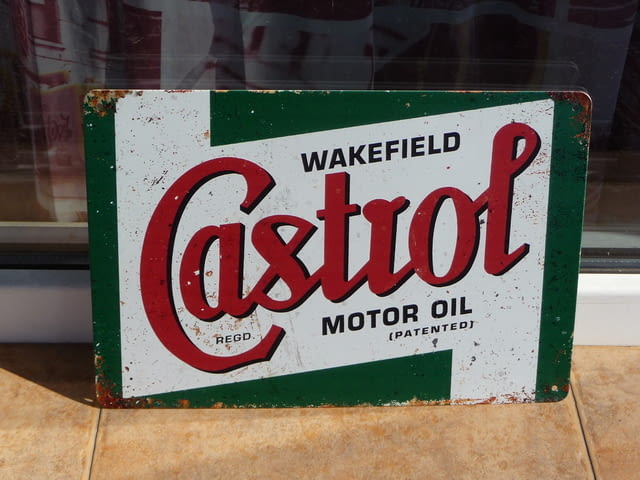 WAKEFIELD
Castrol
REGD.
MOTOR OIL
(PATENTED)